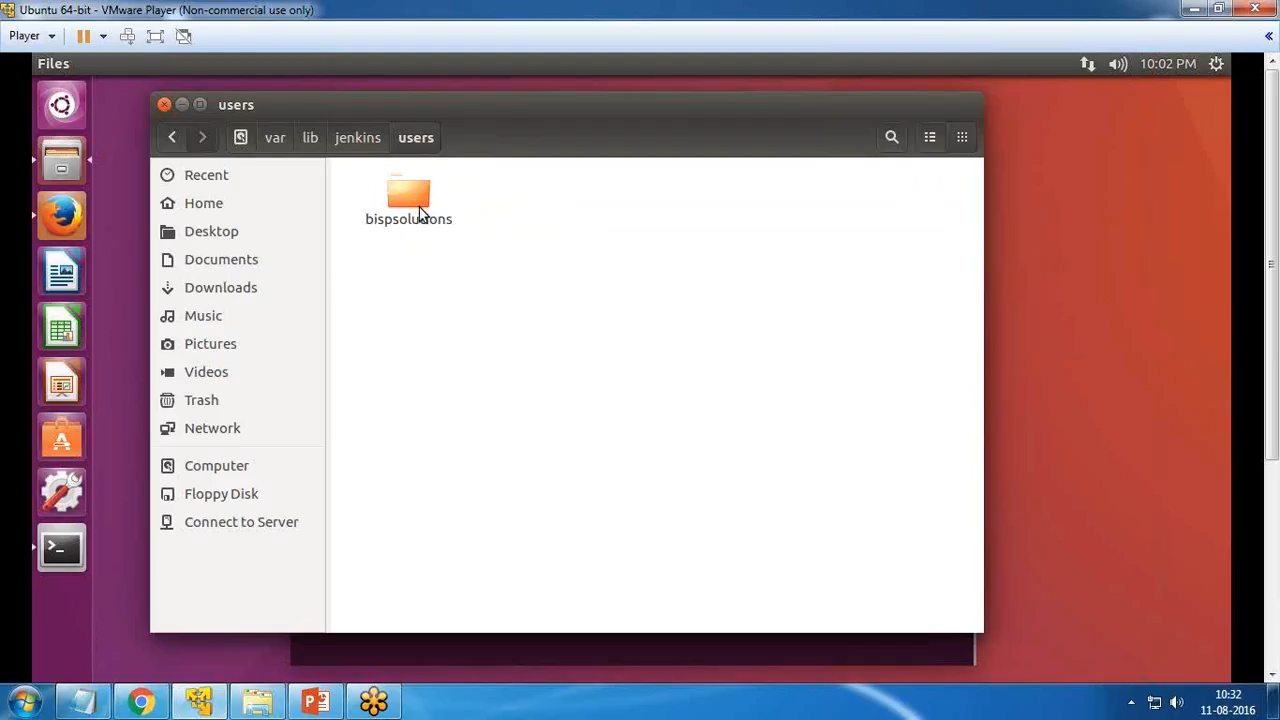 Ubuntu 64-bit - VMware Player (Non-commercial use only)
Player
Files
10:02 PM
users
var
lib
jenkins
users
Recent
Home
Desktop
Documents
Downloads
Music
Pictures
Videos
Trash
Network
Computer
Floppy Disk
Connect to Server
bispsolutions
10:32
11-08-2016